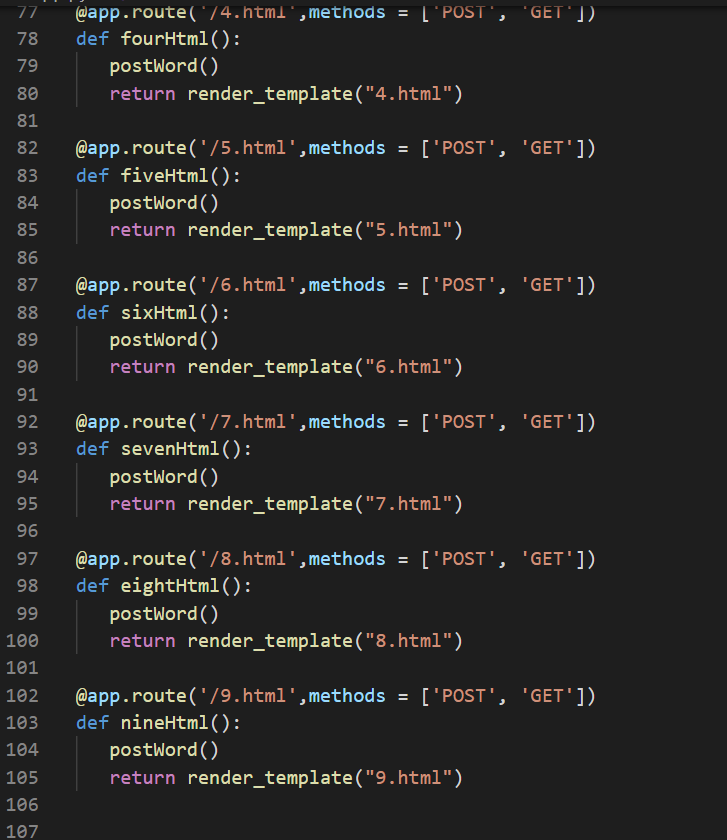 77 @app.route('/4.html',methods = ['POST', 'GET'])
78 def fourHtml():
79    postWord()
80    return render_template("4.html")
81
82 @app.route('/5.html',methods = ['POST', 'GET'])
83 def fiveHtml():
84    postWord()
85    return render_template("5.html")
86
87 @app.route('/6.html',methods = ['POST', 'GET'])
88 def sixHtml():
89    postWord()
90    return render_template("6.html")
91
92 @app.route('/7.html',methods = ['POST', 'GET'])
93 def sevenHtml():
94    postWord()
95    return render_template("7.html")
96
97 @app.route('/8.html',methods = ['POST', 'GET'])
98 def eightHtml():
99    postWord()
100    return render_template("8.html")
101
102 @app.route('/9.html',methods = ['POST', 'GET'])
103 def nineHtml():
104    postWord()
105    return render_template("9.html")
106
107